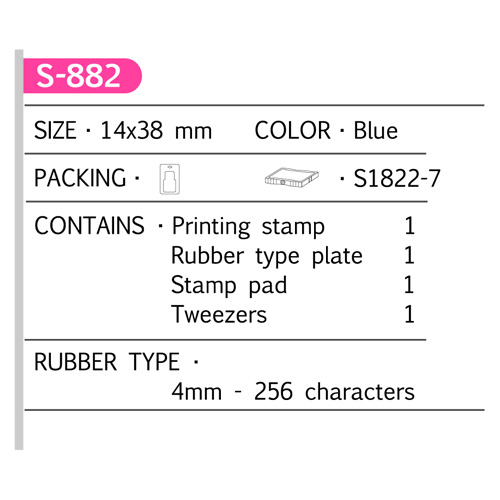 S-882
SIZE · 14x38 mm COLOR · Blue
PACKING · · S1822-7
CONTAINS · Printing stamp 1
Rubber type plate 1
Stamp pad 1
Tweezers 1
RUBBER TYPE ·
4mm - 256 characters